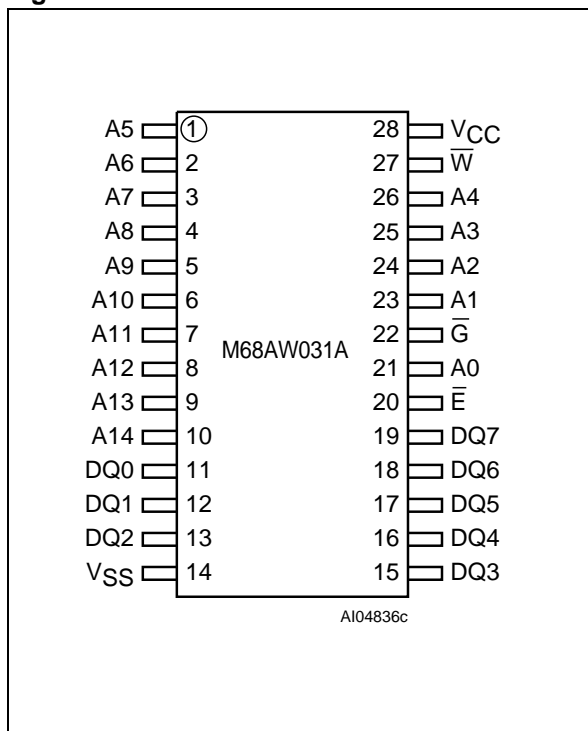 A5 1 28 VCC
A6 2 27 W̅
A7 3 26 A4
A8 4 25 A3
A9 5 24 A2
A10 6 23 A1
A11 7 22 G̅
M68AW031A
A12 8 21 A0
A13 9 20 E̅
A14 10 19 DQ7
DQ0 11 18 DQ6
DQ1 12 17 DQ5
DQ2 13 16 DQ4
VSS 14 15 DQ3
AI04836c